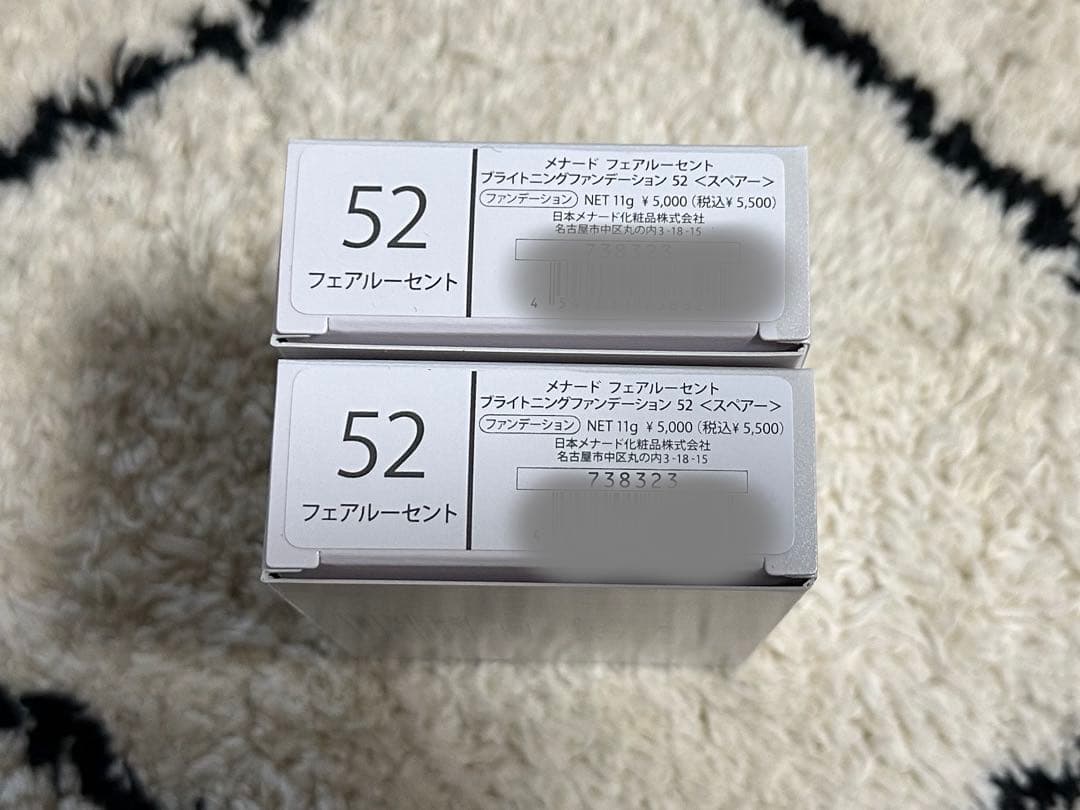 52
フェアルーセント
メナード フェアルーセント
ブライトニングファンデーション 52 <スペアー>
ファンデーション NET 11g ¥5,000(税込¥5,500)
日本メナード化粧品株式会社
名古屋市中区丸の内3-18-15
738323
52
フェアルーセント
メナード フェアルーセント
ブライトニングファンデーション 52 <スペアー>
ファンデーション NET 11g ¥5,000(税込¥5,500)
日本メナード化粧品株式会社
名古屋市中区丸の内3-18-15
738323